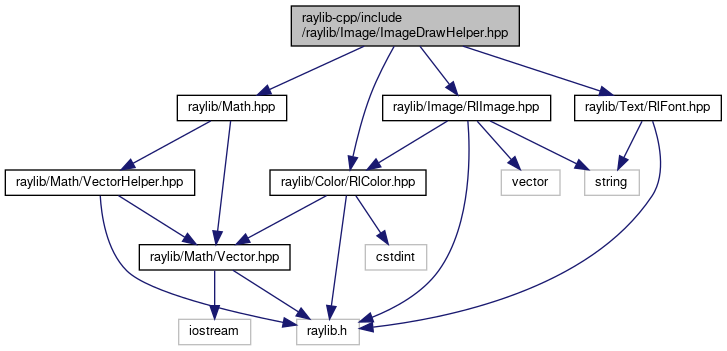 raylib-cpp/include
/raylib/Image/ImageDrawHelper.hpp
raylib/Math.hpp
raylib/Image/RlImage.hpp
raylib/Text/RlFont.hpp
raylib/Math/VectorHelper.hpp
raylib/Color/RlColor.hpp
vector
string
raylib/Math/Vector.hpp
cstdint
iostream
raylib.h